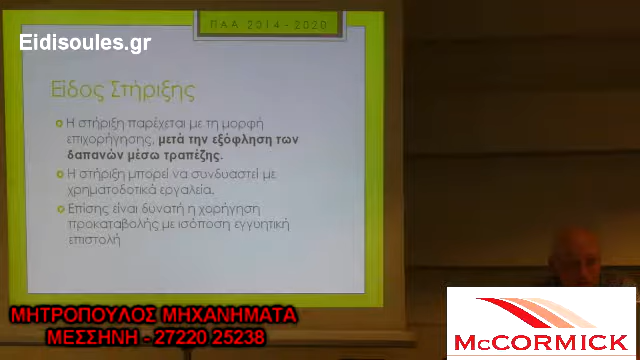 ΠΑΑ 2014 - 2020
Eidisoules.gr
Είδος Στήριξης
Η στήριξη παρέχεται με τη μορφή
επιχορήγησης, μετά την εξόφληση των
δαπανών μέσω τραπέζης.
Η στήριξη μπορεί να συνδυαστεί με
χρηματοδοτικά εργαλεία.
Επίσης είναι δυνατή η χορήγηση
προκαταβολής με ισόποση εγγυητική
επιστολή
ΜΗΤΡΟΠΟΥΛΟΣ ΜΗΧΑΝΗΜΑΤΑ
ΜΕΣΣΗΝΗ - 27220 25238
McCORMICK